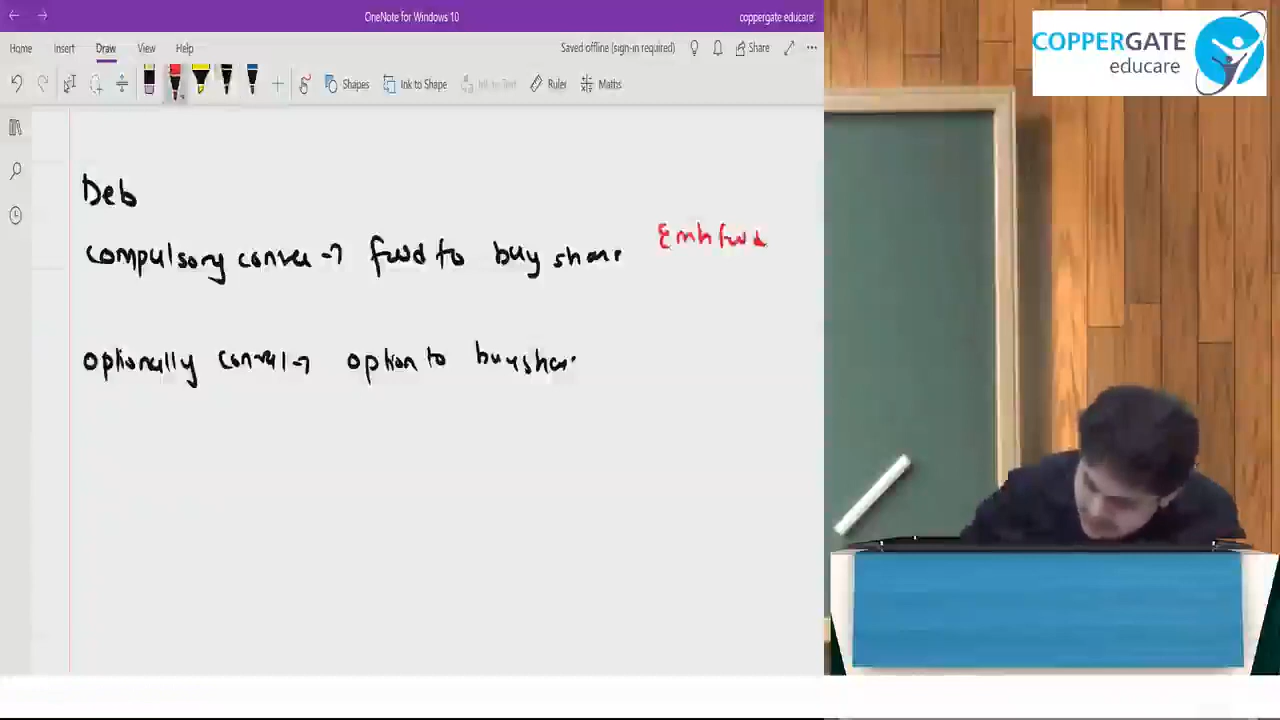 OneNote for Windows 10
coppergate educare
Home Insert Draw View Help
Saved offline (sign-in required)
Share
Shapes
Ink to Shape
Ink to Text
Ruler
Maths
COPPERGATE
educare
Deb
compulsory conver → fwd to buy share
Emb fwd
optionally conver → option to buy share